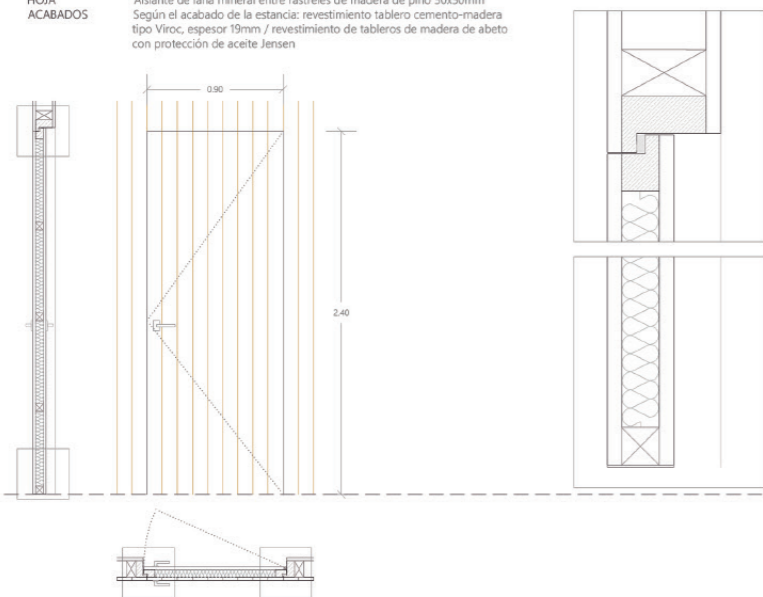 HOJA Aislante de lana mineral entre rastreles de madera de pino 50x50mm
ACABADOS Según el acabado de la estancia: revestimiento tablero cemento-madera
tipo Viroc, espesor 19mm / revestimiento de tableros de madera de abeto
con protección de aceite Jensen
0.90
2.40